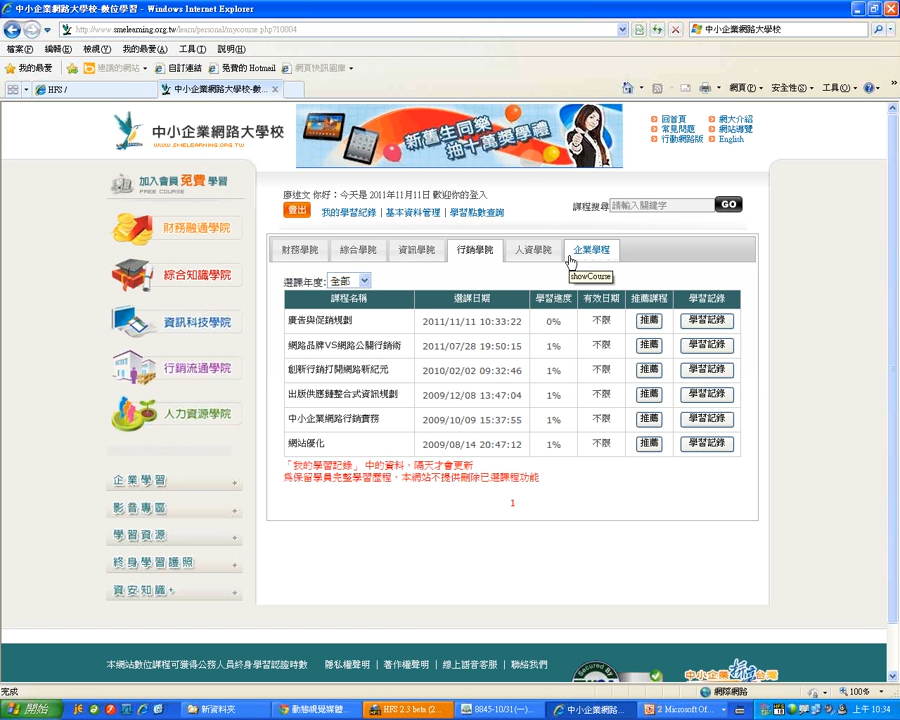 中小企業網路大學校-數位學習 - Windows Internet Explorer
http://www.smelearning.org.tw/learn/personal/mycourse.php?10004
中小企業網路大學校
檔案(F) 編輯(E) 檢視(V) 我的最愛(A) 工具(T) 說明(H)
我的最愛 建議的網站 自訂連結 免費的 Hotmail 網頁快訊圖庫
HFS / 中小企業網路大學校-數... 網頁(P) 安全性(S) 工具(O)
中小企業網路大學校
WWW.SMELEARNING.ORG.TW
新舊生同樂
抽十萬獎學禮
回首頁 網大介紹
常見問題 網站導覽
行動網路版 English
加入會員 免費 學習
FREE COURSE
財務融通學院
綜合知識學院
資訊科技學院
行銷流通學院
人力資源學院
企業學習
影音專區
學習資源
終身學習護照
資安知識+
廖述文 你好：今天是 2011年11月11日 歡迎你的登入
登出 我的學習紀錄 | 基本資料管理 | 學習點數查詢
課程搜尋 請輸入關鍵字 GO
財務學院 綜合學院 資訊學院 行銷學院 人資學院 企業學程
showCourse
選課年度: 全部
課程名稱 選課日期 學習進度 有效日期 推薦課程 學習記錄
廣告與促銷規劃 2011/11/11 10:33:22 0% 不限 推薦 學習記錄
網路品牌VS網路公關行銷術 2011/07/28 19:50:15 1% 不限 推薦 學習記錄
創新行銷打開網路新紀元 2010/02/02 09:32:46 1% 不限 推薦 學習記錄
出版供應鏈整合式資訊規劃 2009/12/08 13:47:04 1% 不限 推薦 學習記錄
中小企業網路行銷實務 2009/10/09 15:37:55 1% 不限 推薦 學習記錄
網站優化 2009/08/14 20:47:12 1% 不限 推薦 學習記錄
「我的學習記錄」 中的資料，隔天才會更新
為保留學員完整學習歷程，本網站不提供刪除已選課程功能
1
本網站數位課程可獲得公務人員終身學習認證時數 隱私權聲明 | 著作權聲明 | 線上語音客服 | 聯絡我們
Secured by
中小企業 台灣
完成 網際網路 100%
開始 新資料夾 動態視覺媒體... HFS 2.3 beta (2... 8845-10/31(一)... 中小企業網路... 2 Microsoft Of... 上午 10:34